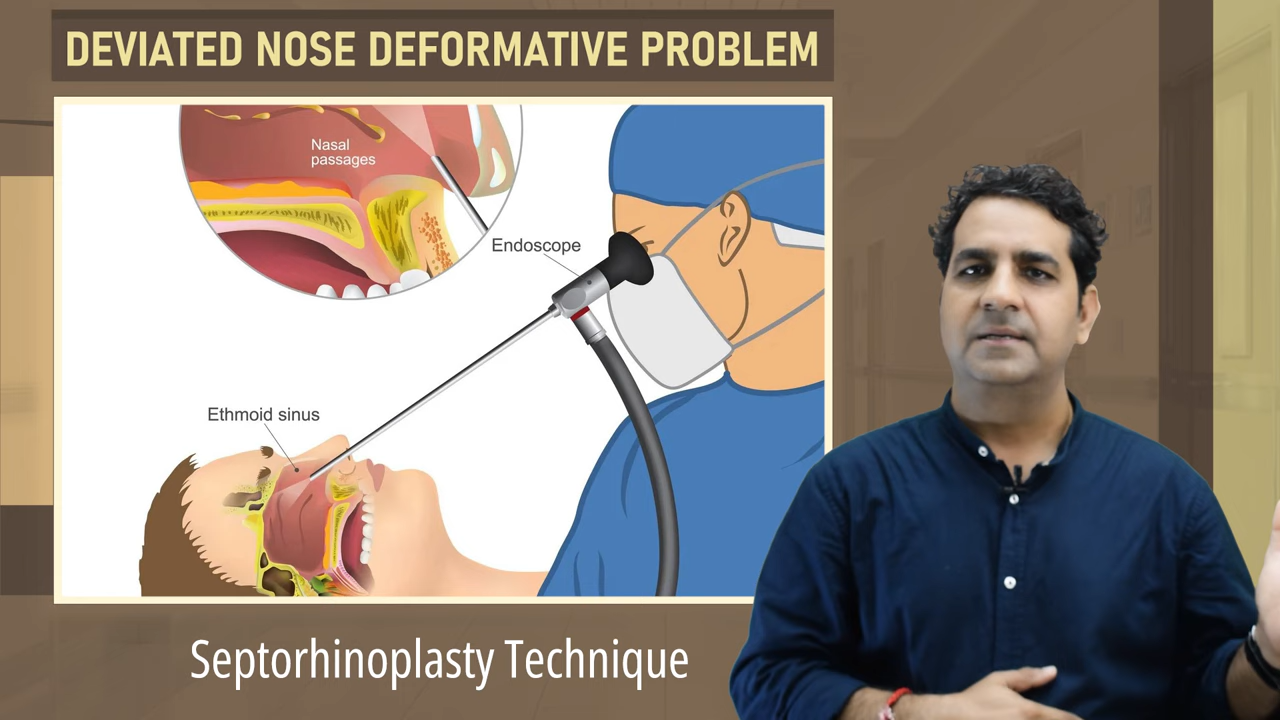 DEVIATED NOSE DEFORMATIVE PROBLEM
Nasal
passages
Endoscope
Ethmoid sinus
Septorhinoplasty Technique